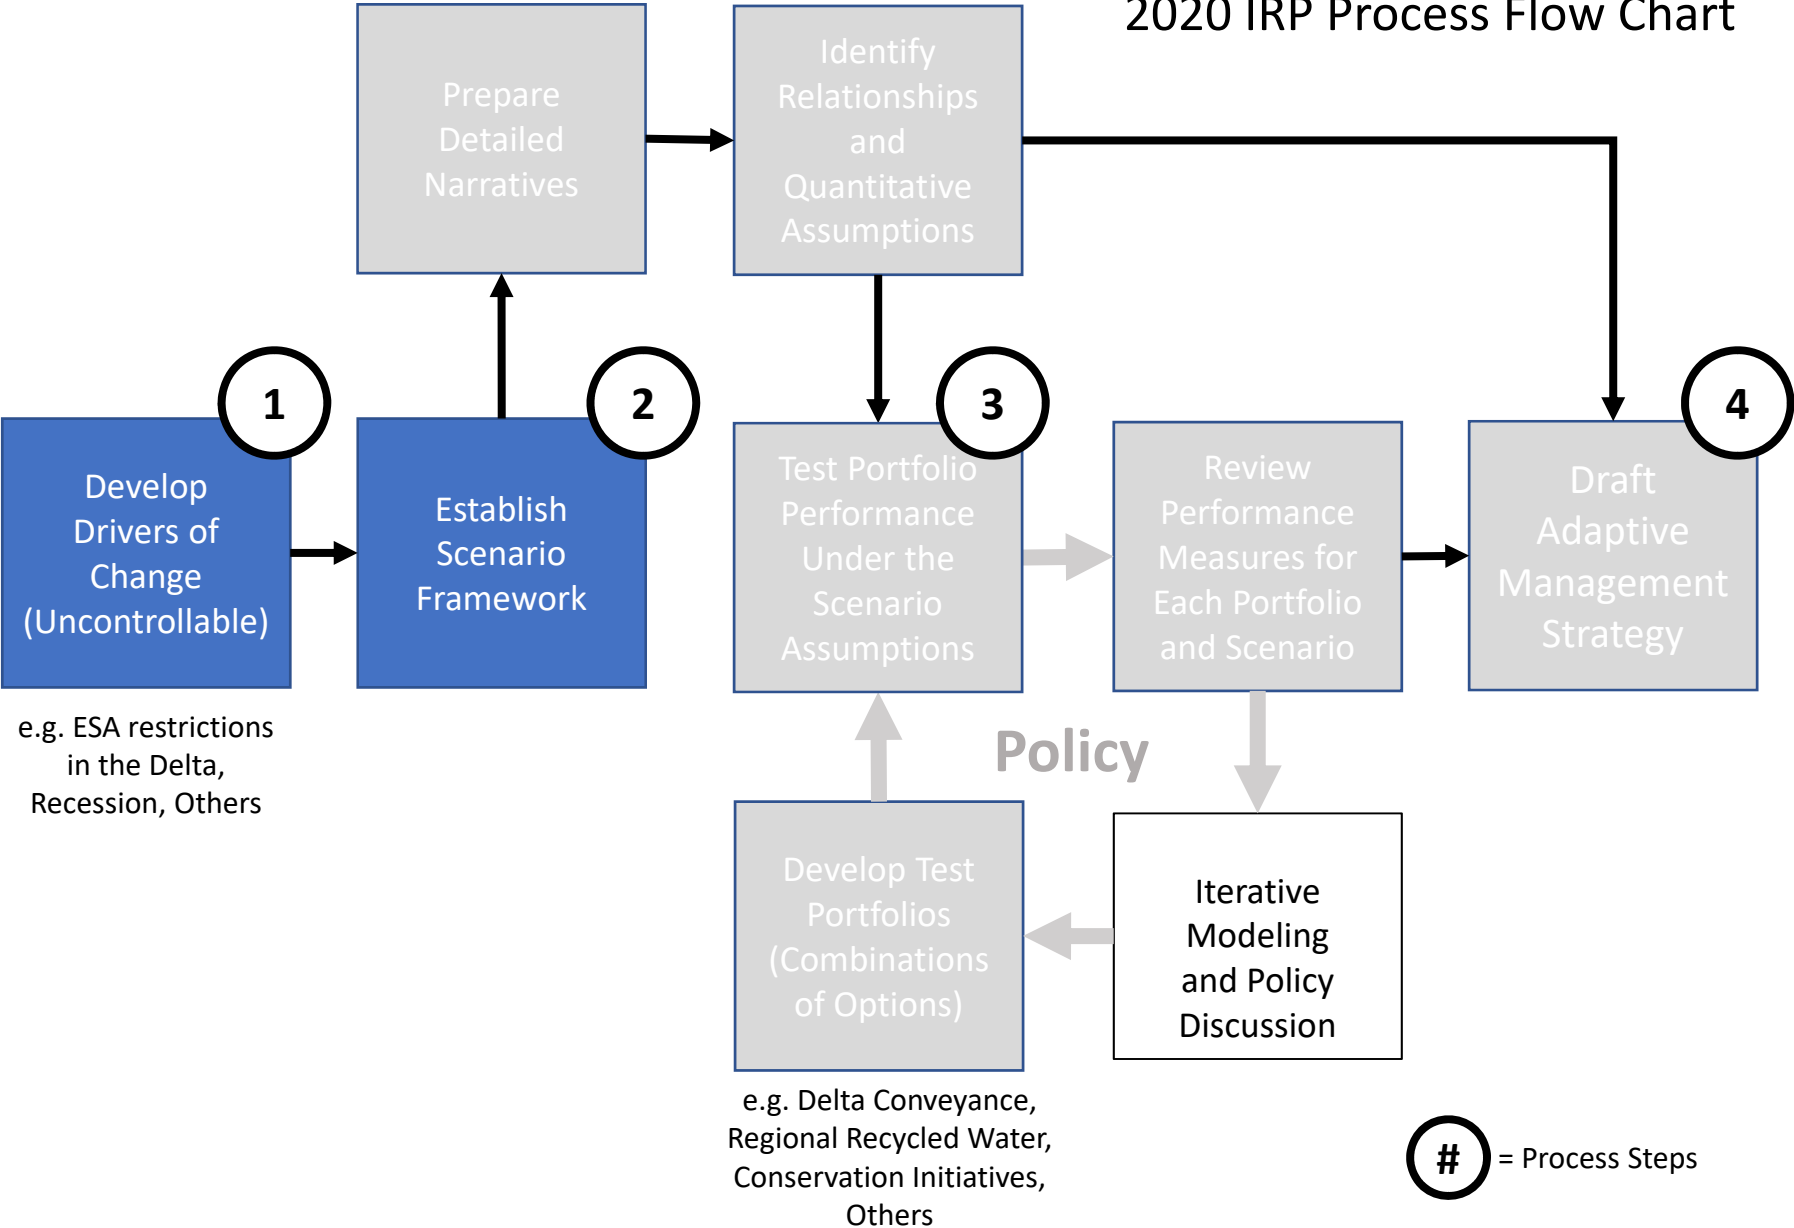 2020 IRP Process Flow Chart
Prepare
Detailed
Narratives
Identify
Relationships
and
Quantitative
Assumptions
1
Develop
Drivers of
Change
(Uncontrollable)
e.g. ESA restrictions
in the Delta,
Recession, Others
2
Establish
Scenario
Framework
3
Test Portfolio
Performance
Under the
Scenario
Assumptions
Review
Performance
Measures for
Each Portfolio
and Scenario
4
Draft
Adaptive
Management
Strategy
Policy
Develop Test
Portfolios
(Combinations
of Options)
e.g. Delta Conveyance,
Regional Recycled Water,
Conservation Initiatives,
Others
Iterative
Modeling
and Policy
Discussion
# = Process Steps